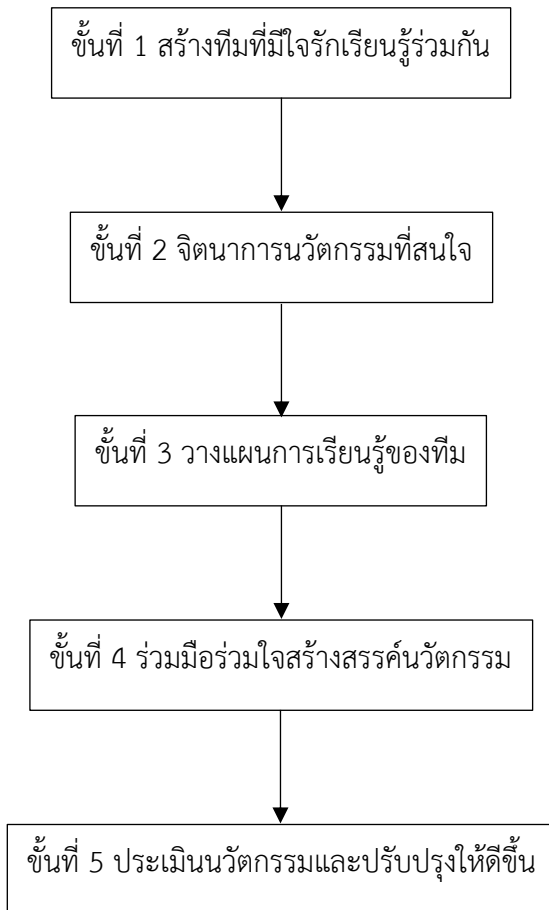 ขั้นที่ 1 สร้างทีมที่มีใจรักเรียนรู้ร่วมกัน
ขั้นที่ 2 จิตนาการนวัตกรรมที่สนใจ
ขั้นที่ 3 วางแผนการเรียนรู้ของทีม
ขั้นที่ 4 ร่วมมือร่วมใจสร้างสรรค์นวัตกรรม
ขั้นที่ 5 ประเมินนวัตกรรมและปรับปรุงให้ดีขึ้น